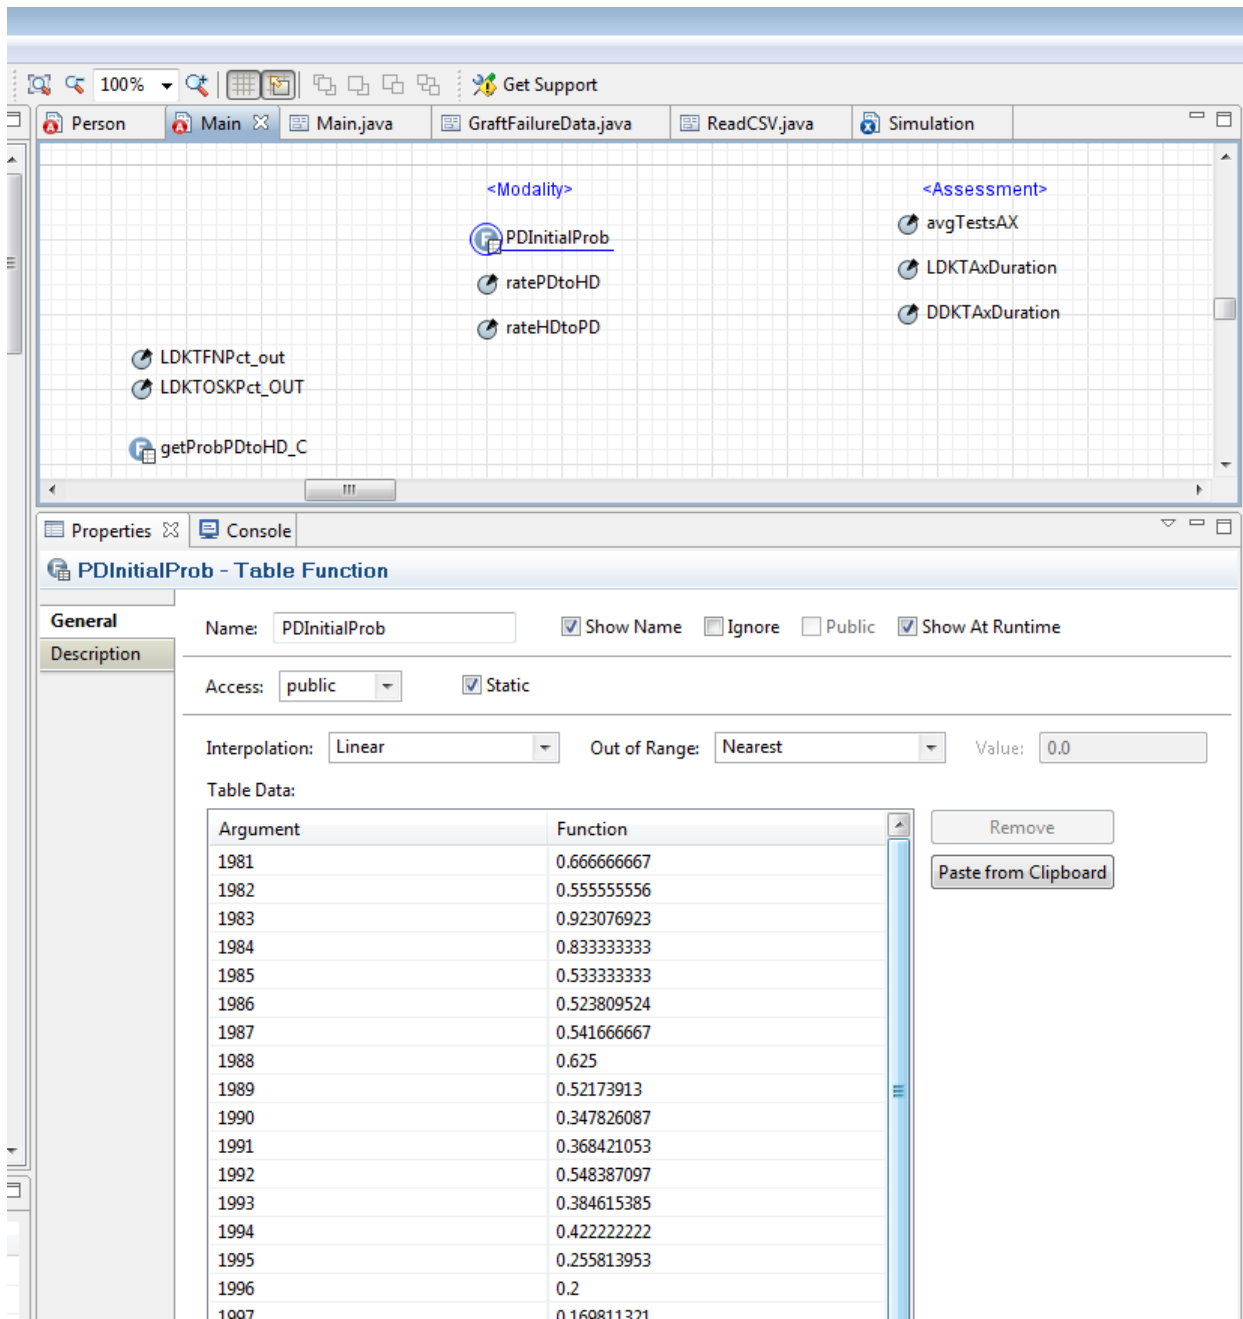 100% Get Support
Person Main Main.java GraftFailureData.java ReadCSV.java Simulation
<Modality> <Assessment>
PDInitialProb avgTestsAX
ratePDtoHD LDKTAxDuration
rateHDtoPD DDKTAxDuration
LDKTFNPct_out
LDKTOSKPct_OUT
getProbPDtoHD_C
Properties Console
PDInitialProb - Table Function
General
Description
Name: PDInitialProb Show Name Ignore Public Show At Runtime
Access: public Static
Interpolation: Linear Out of Range: Nearest Value: 0.0
Table Data:
Argument Function Remove
1981 0.666666667 Paste from Clipboard
1982 0.555555556
1983 0.923076923
1984 0.833333333
1985 0.533333333
1986 0.523809524
1987 0.541666667
1988 0.625
1989 0.52173913
1990 0.347826087
1991 0.368421053
1992 0.548387097
1993 0.384615385
1994 0.422222222
1995 0.255813953
1996 0.2
1997 0.169811321